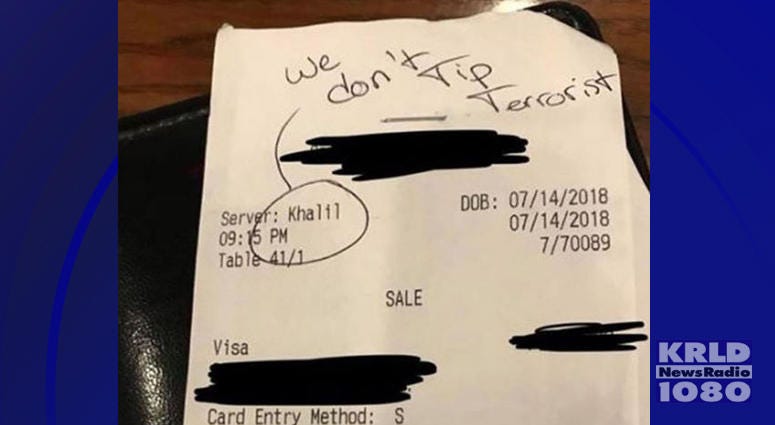 We
don't Tip
Terrorist
Server: Khalil
DOB: 07/14/2018
09:15 PM
07/14/2018
Table 41/1
7/70089
SALE
Visa
Card Entry Method: S
KRLD
NewsRadio
1080